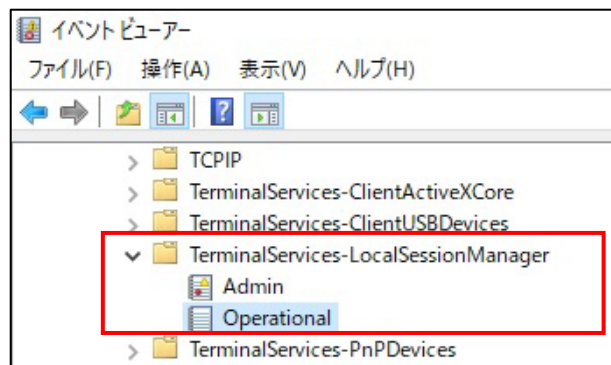 イベント ビューアー
ファイル(F) 操作(A) 表示(V) ヘルプ(H)
TCPIP
TerminalServices-ClientActiveXCore
TerminalServices-ClientUSBDevices
TerminalServices-LocalSessionManager
Admin
Operational
TerminalServices-PnPDevices